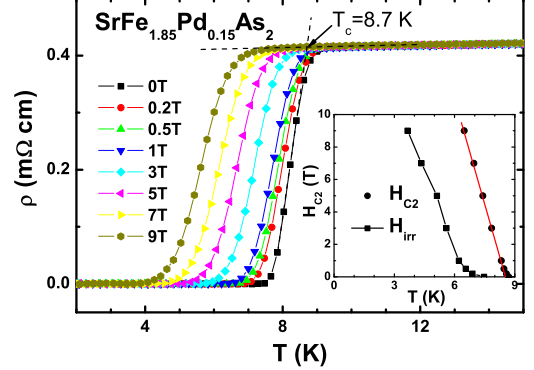 SrFe1.85Pd0.15As2
Tc=8.7 K
0.4
0.2
0.0
ρ (mΩ cm)
0T
0.2T
0.5T
1T
3T
5T
7T
9T
10
8
6
4
2
0
HC2 (T)
HC2
Hirr
0 3 6 9
T (K)
4 8 12
T (K)